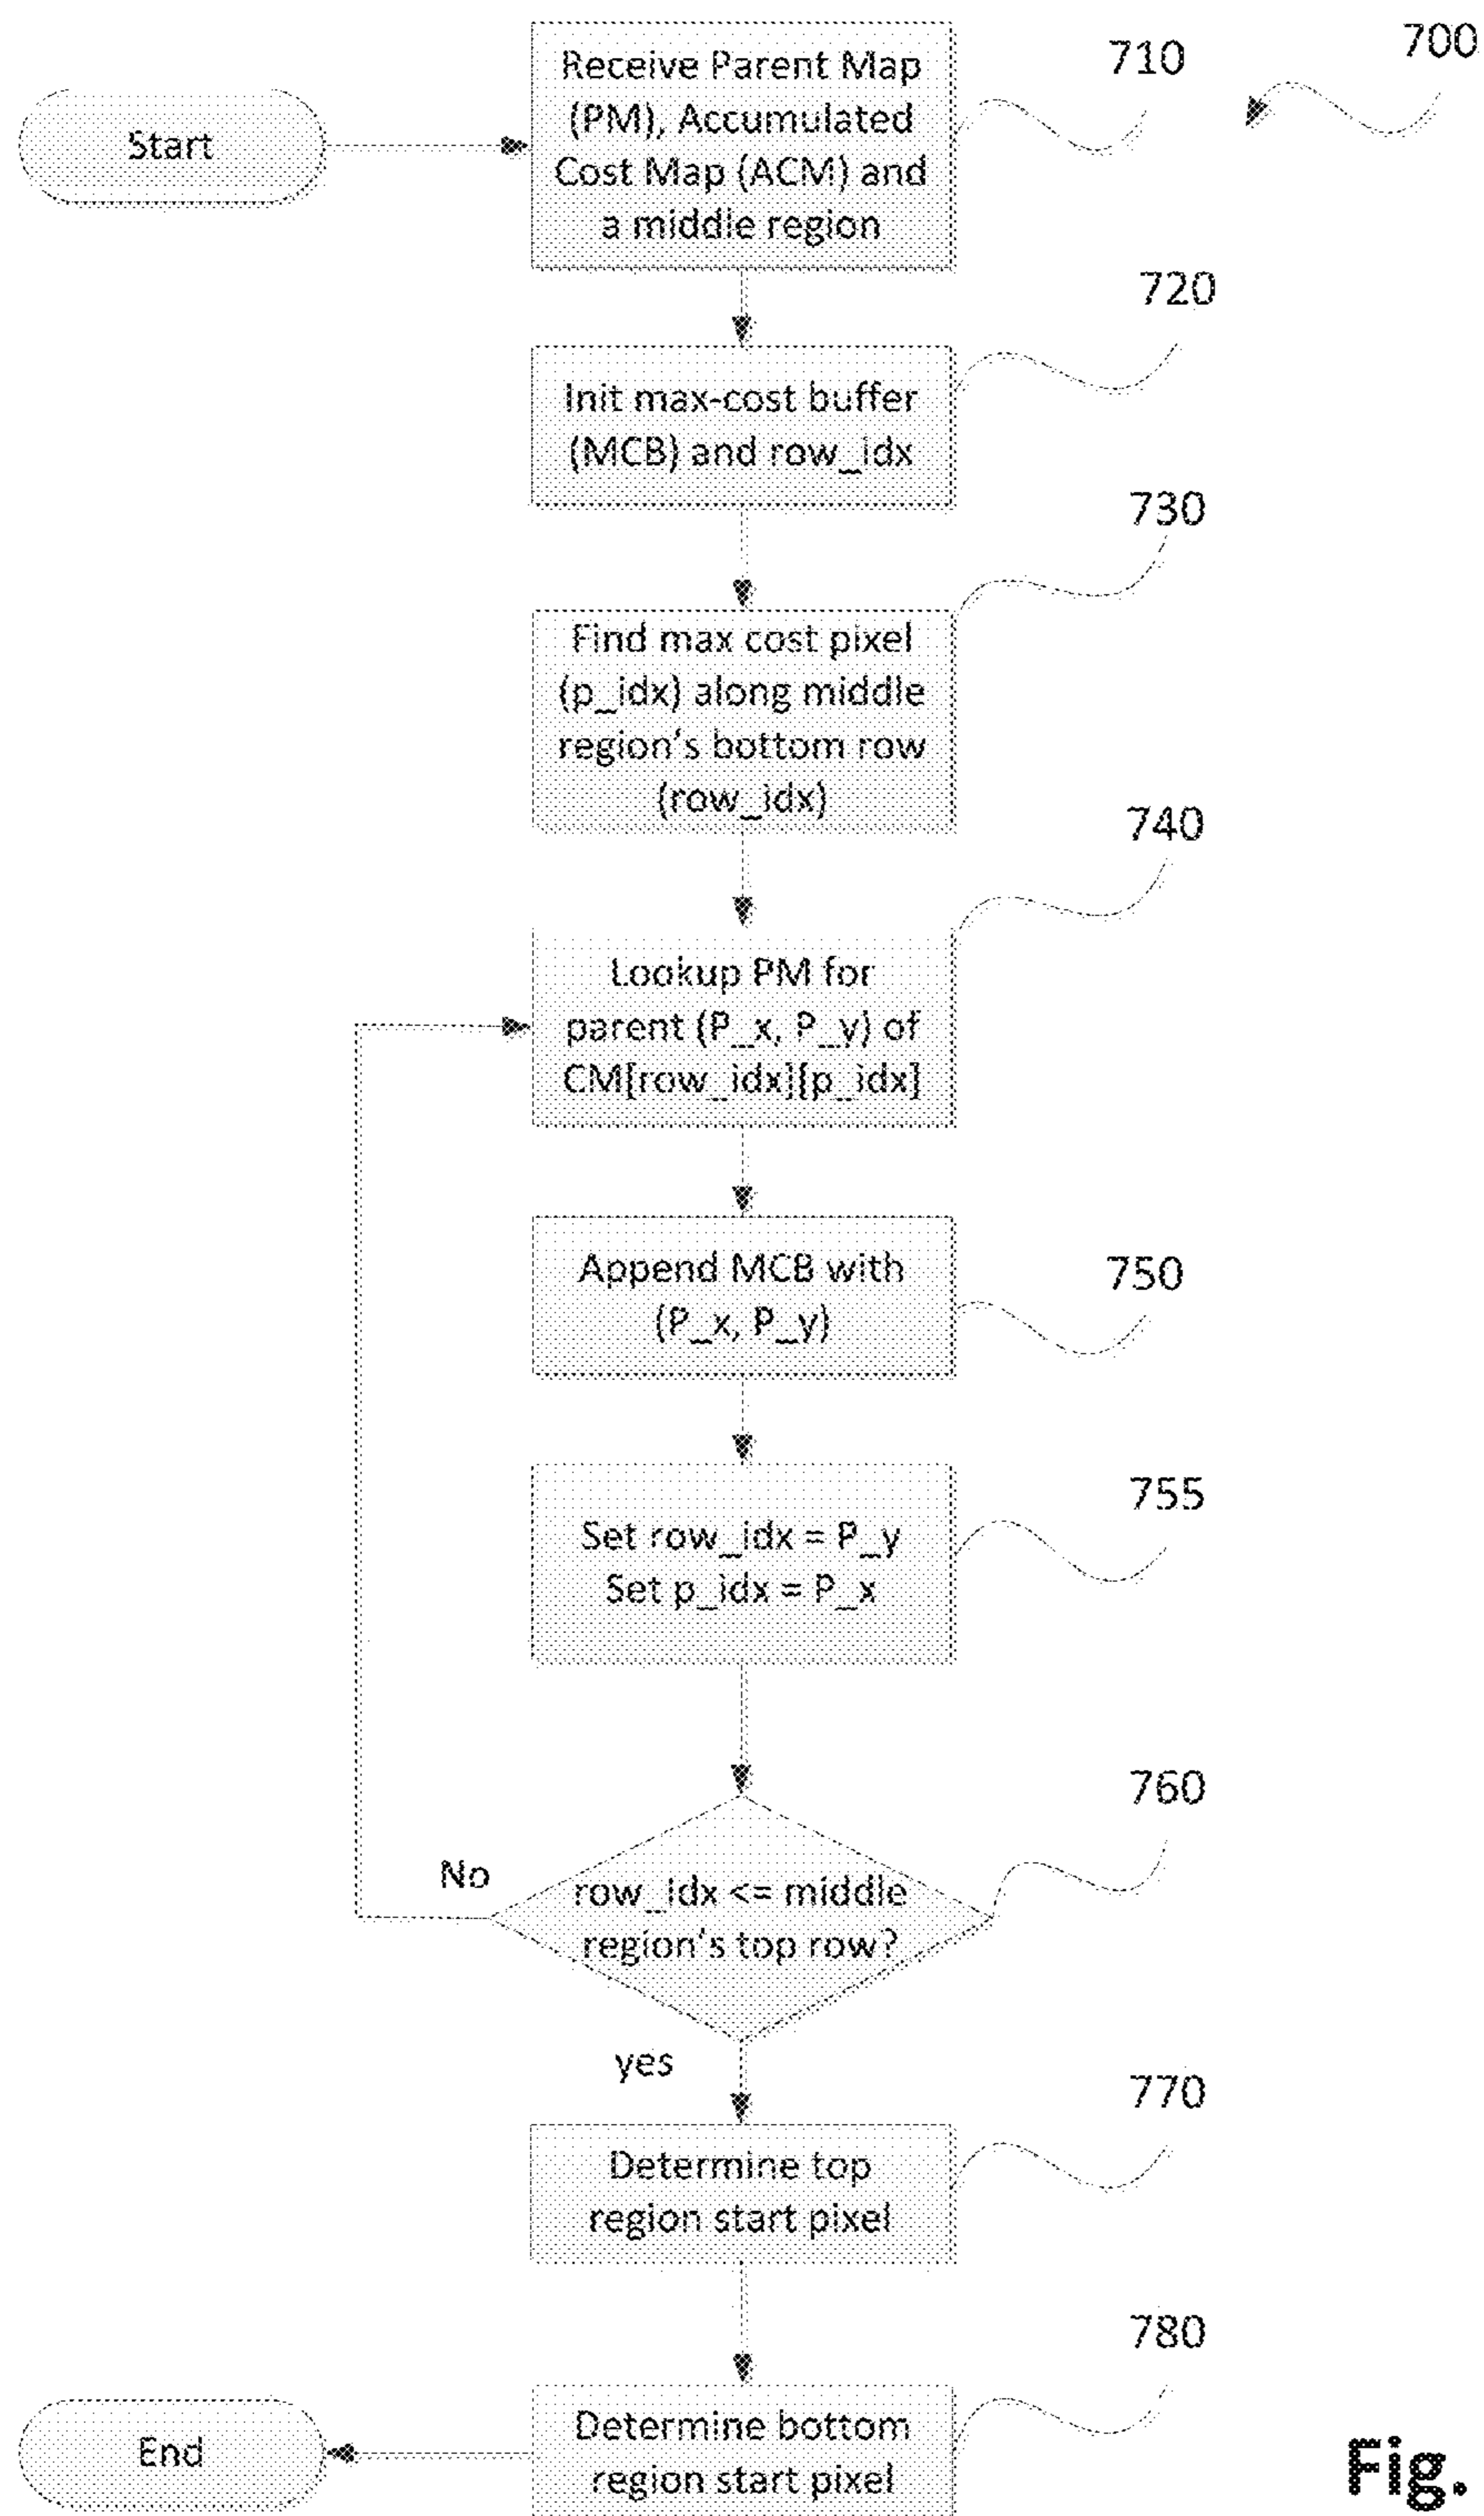 700
Start
Receive Parent Map
(PM), Accumulated
Cost Map (ACM) and
a middle region
710
Init max-cost buffer
(MCB) and row_idx
720
Find max cost pixel
(p_idx) along middle
region's bottom row
(row_idx)
730
Lookup PM for
parent (P_x, P_y) of
CM[row_idx][p_idx]
740
Append MCB with
(P_x, P_y)
750
Set row_idx = P_y
Set p_idx = P_x
755
row_idx <= middle
region's top row?
760
No
yes
Determine top
region start pixel
770
Determine bottom
region start pixel
780
End
Fig.